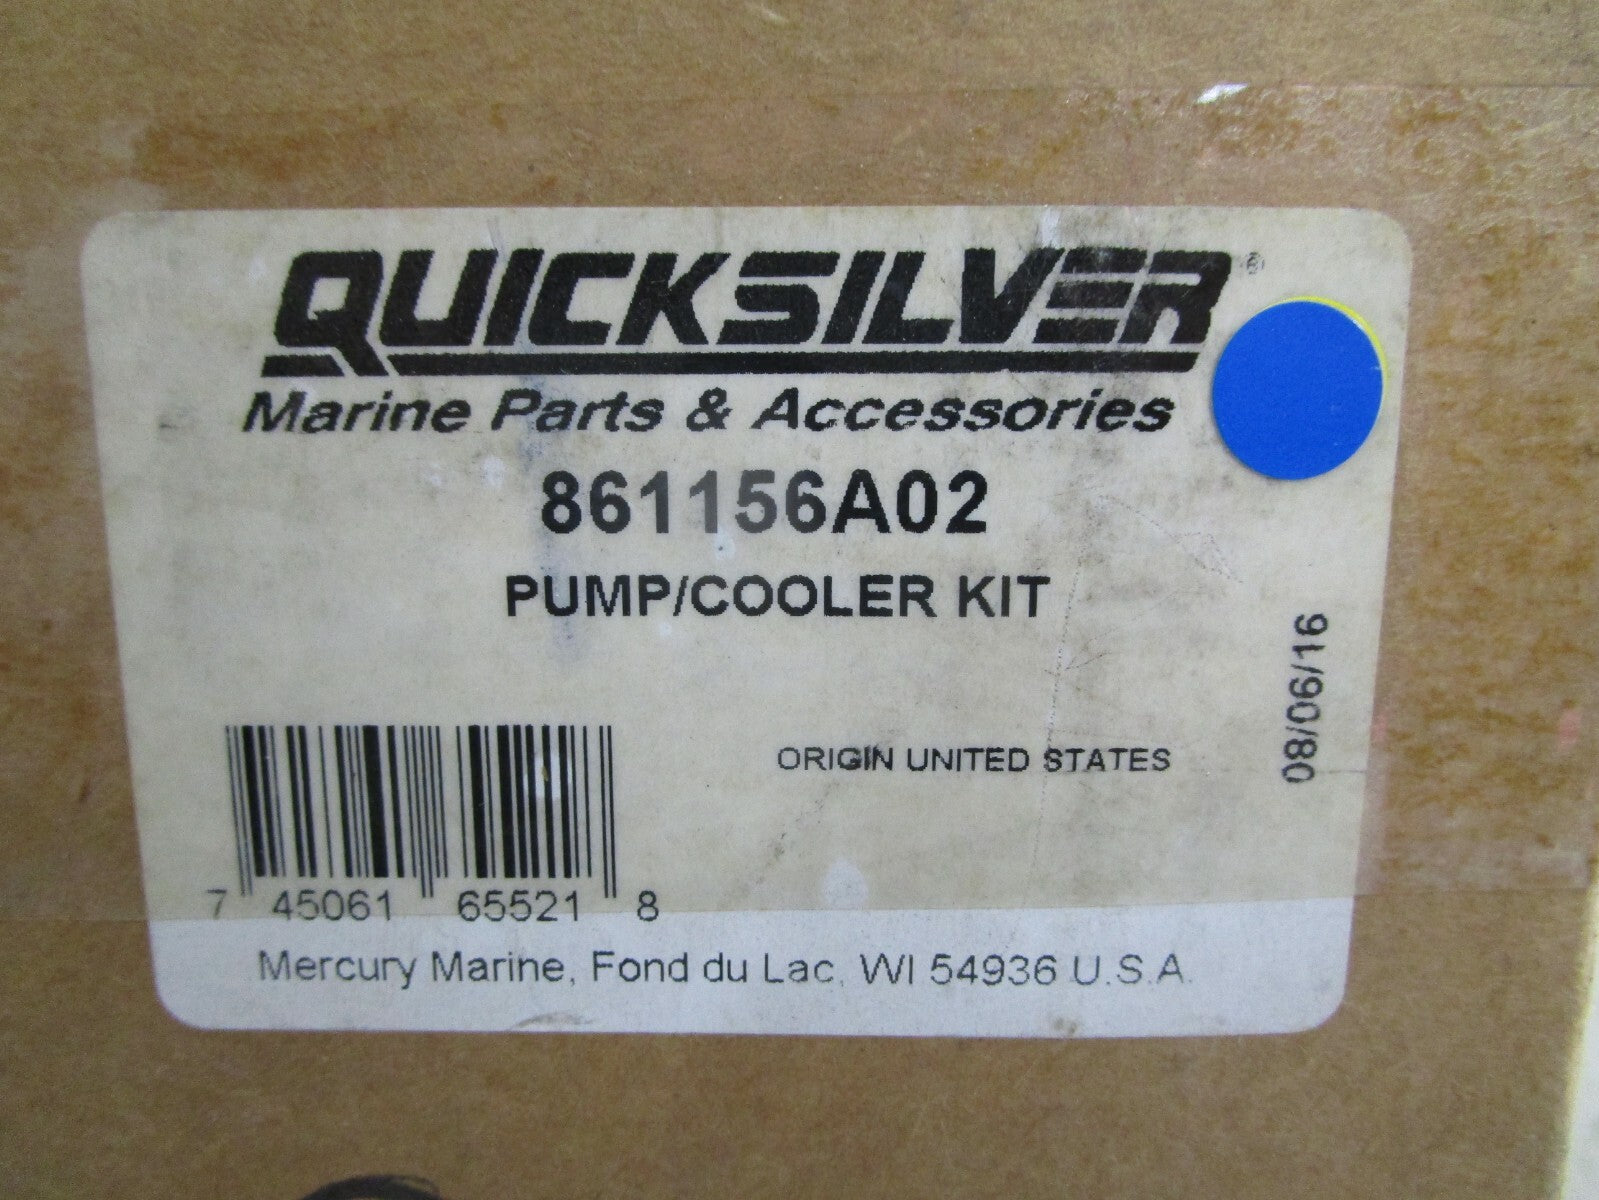 QUICKSILVER®
Marine Parts & Accessories
861156A02
PUMP/COOLER KIT
08/06/16
ORIGIN UNITED STATES
7 45061 65521 8
Mercury Marine, Fond du Lac, WI 54936 U.S.A.